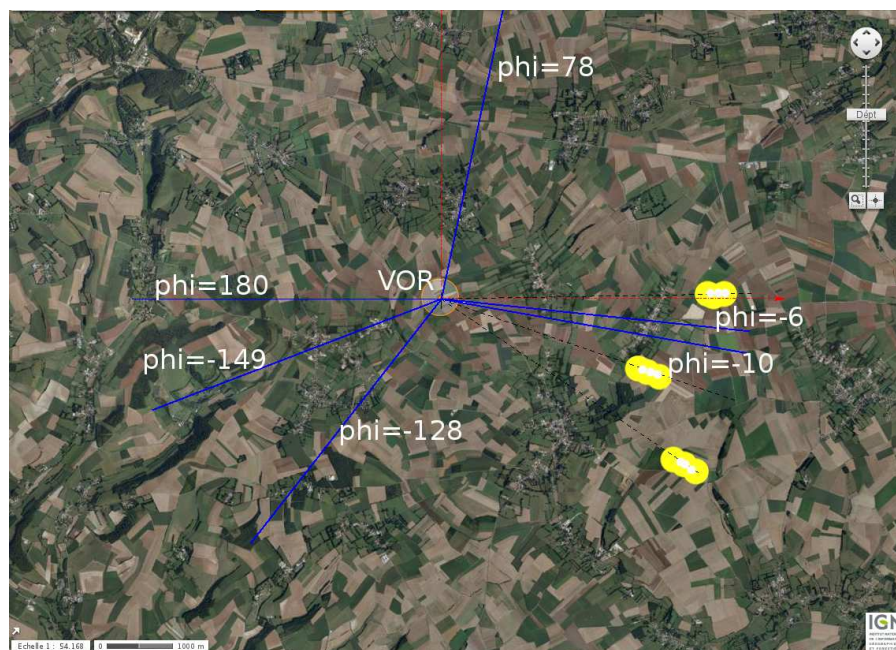 phi=78
Dépt
VOR
phi=180
phi=-6
phi=-149
phi=-10
phi=-128
IGN
Echelle 1 : 54.168
0 1000 m